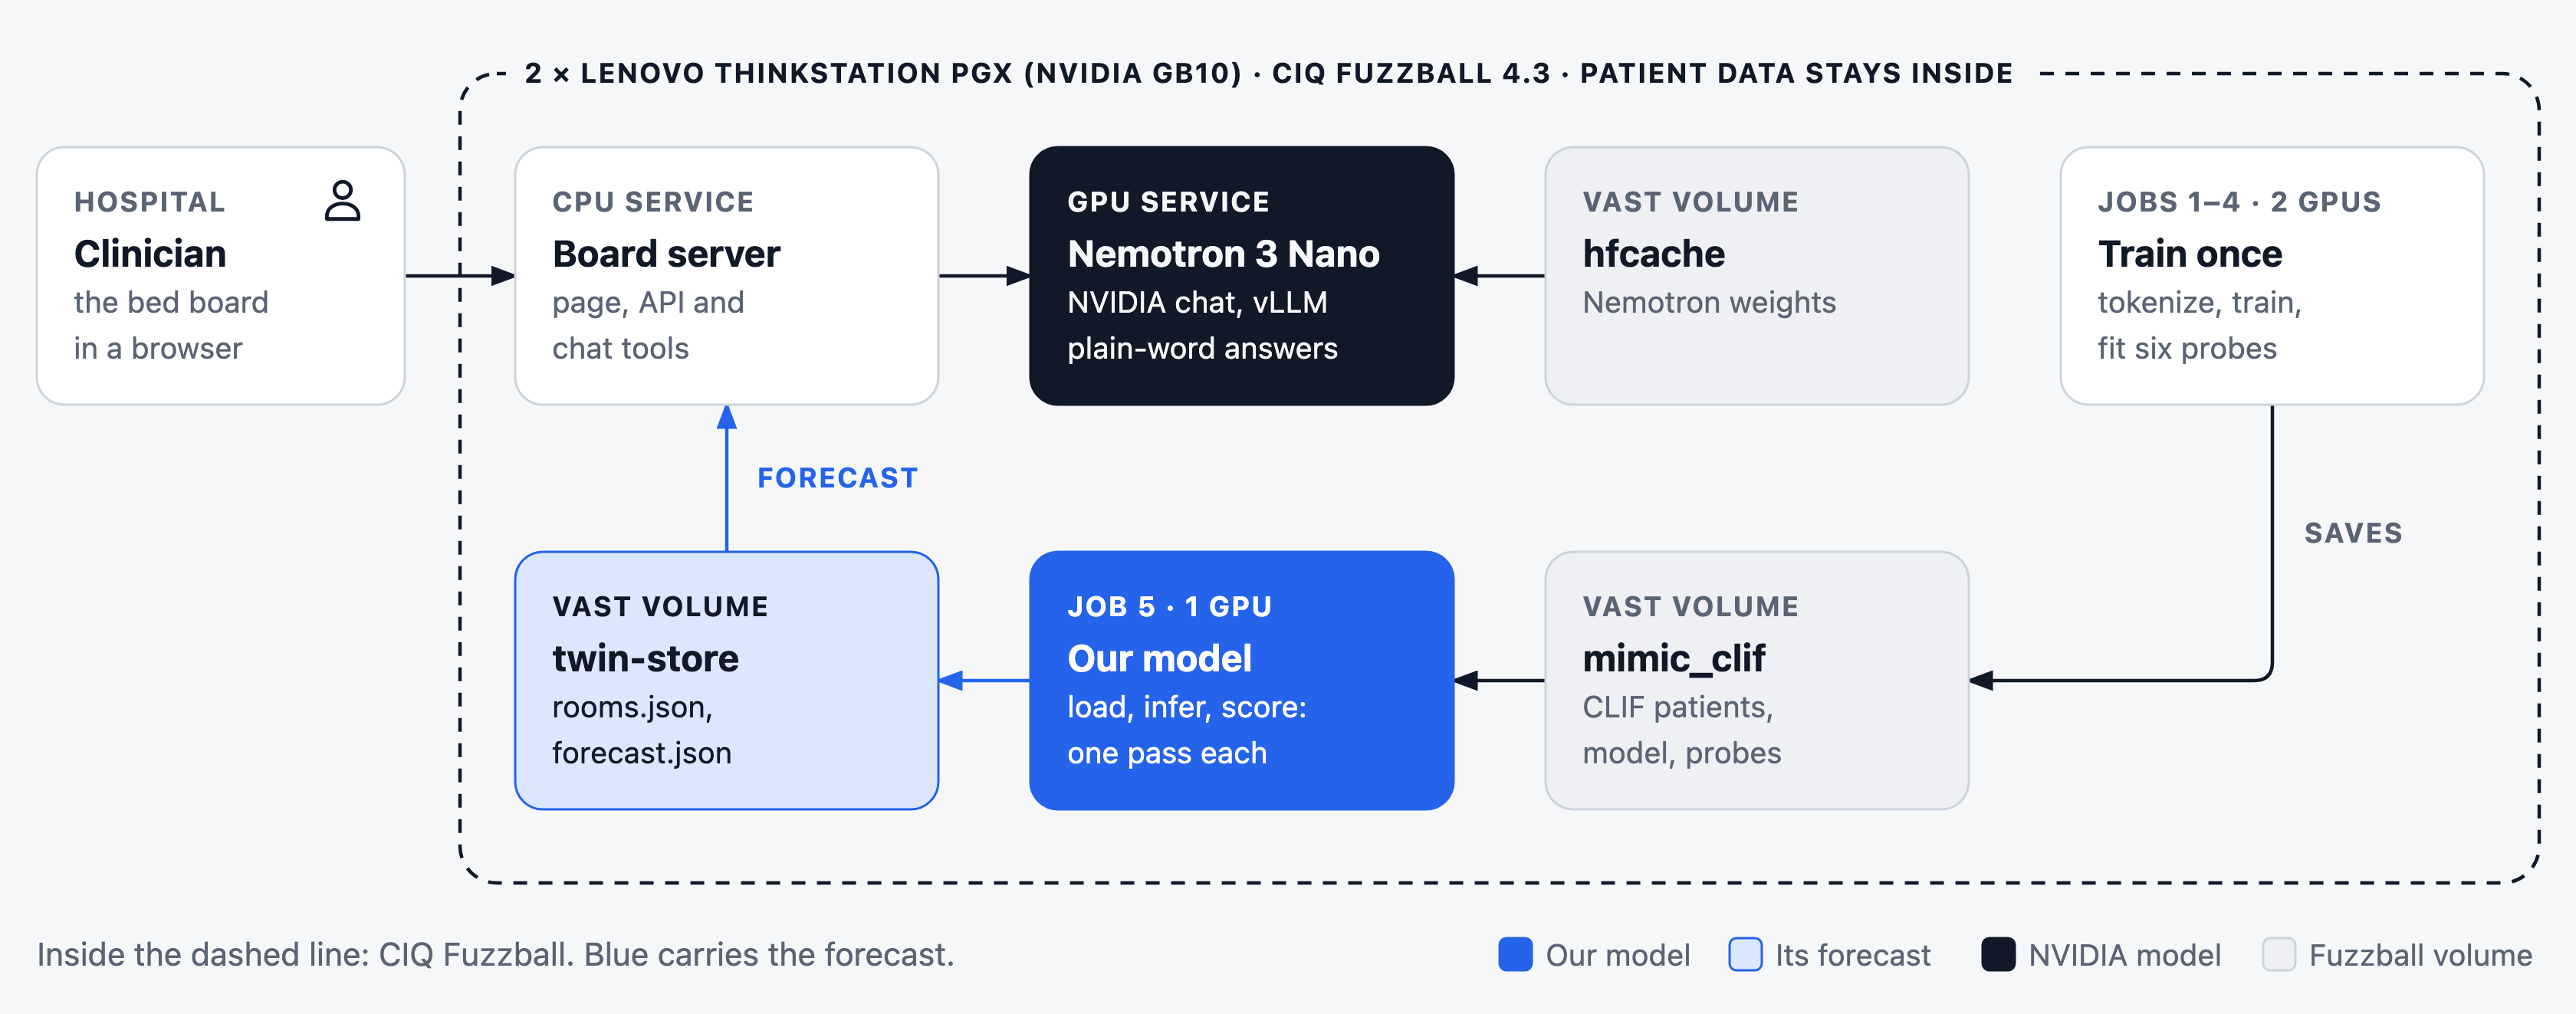 2 × LENOVO THINKSTATION PGX (NVIDIA GB10) · CIQ FUZZBALL 4.3 · PATIENT DATA STAYS INSIDE
HOSPITAL
Clinician
the bed board
in a browser
CPU SERVICE
Board server
page, API and
chat tools
GPU SERVICE
Nemotron 3 Nano
NVIDIA chat, vLLM
plain-word answers
VAST VOLUME
hfcache
Nemotron weights
JOBS 1–4 · 2 GPUS
Train once
tokenize, train,
fit six probes
FORECAST
SAVES
VAST VOLUME
twin-store
rooms.json,
forecast.json
JOB 5 · 1 GPU
Our model
load, infer, score:
one pass each
VAST VOLUME
mimic_clif
CLIF patients,
model, probes
Inside the dashed line: CIQ Fuzzball. Blue carries the forecast.
Our model
Its forecast
NVIDIA model
Fuzzball volume